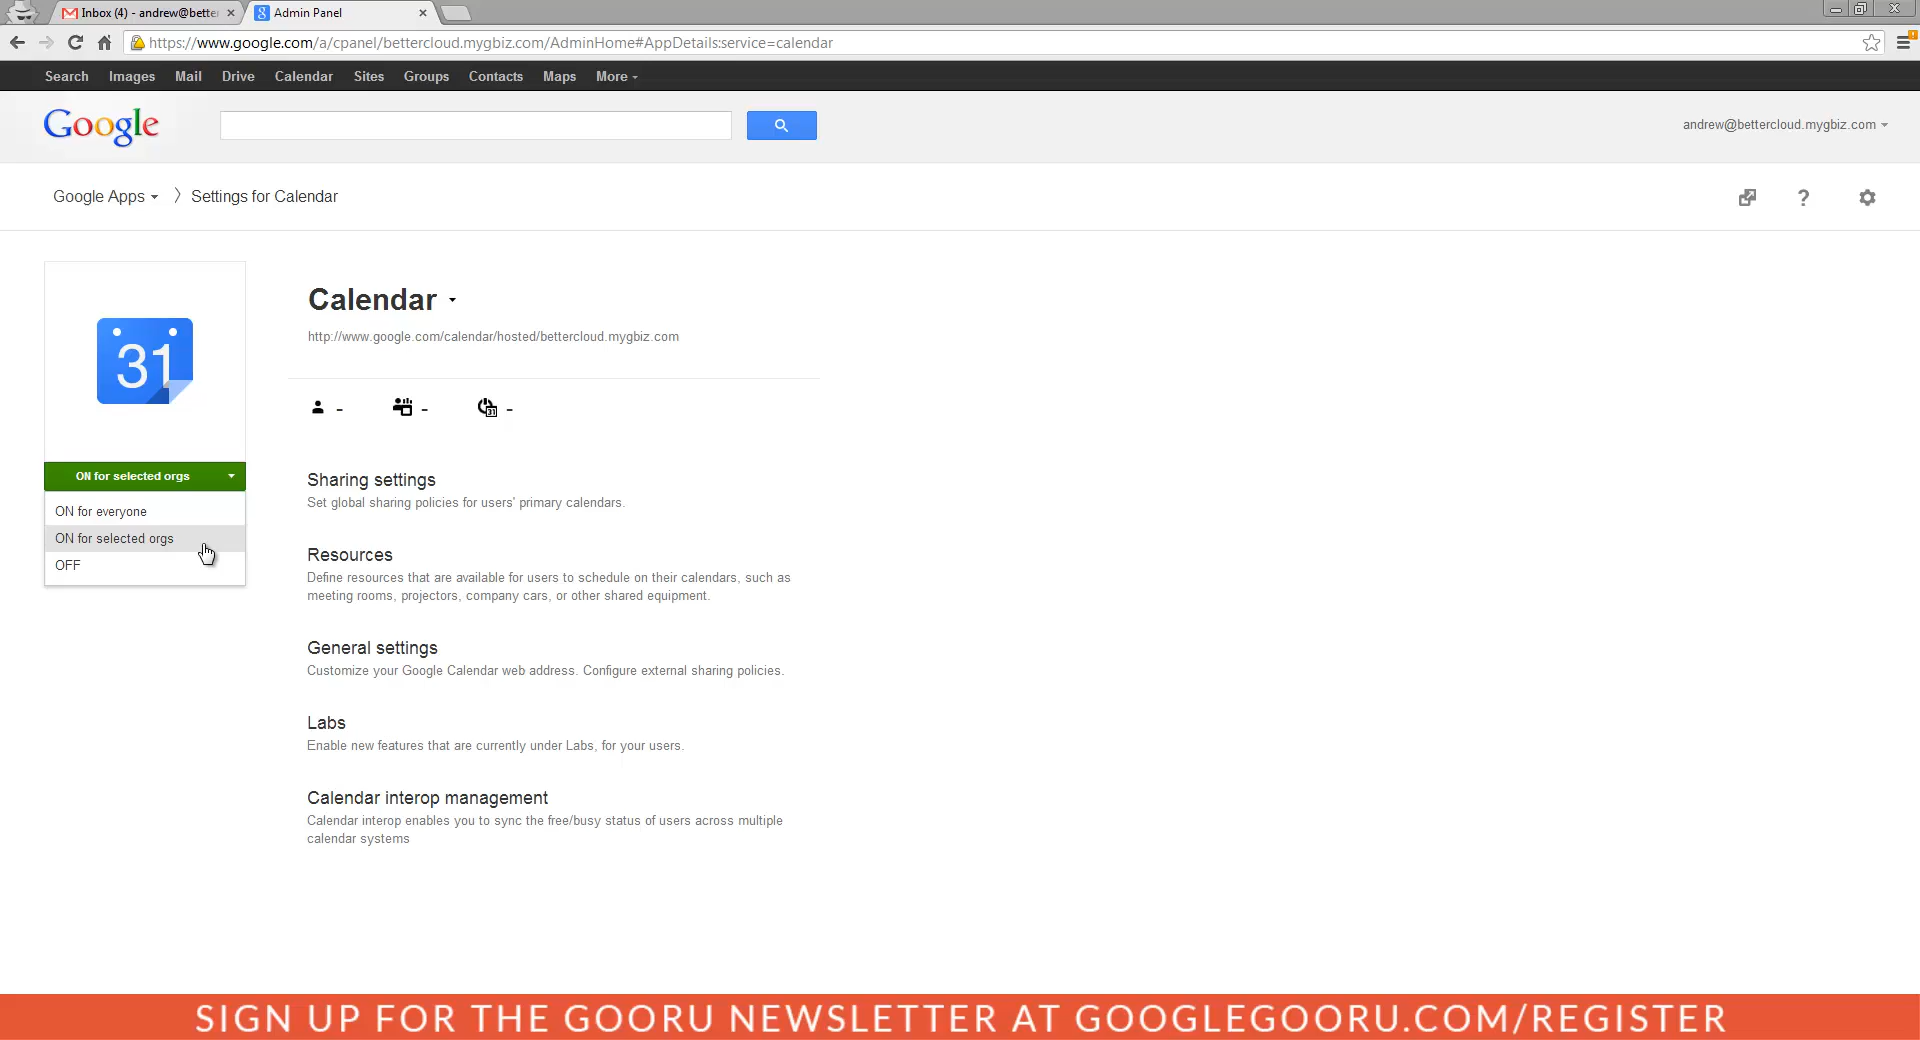 Inbox (4) - andrew@better
Admin Panel
https://www.google.com/a/cpanel/bettercloud.mygbiz.com/AdminHome#AppDetails:service=calendar
Search Images Mail Drive Calendar Sites Groups Contacts Maps More
Google
andrew@bettercloud.mygbiz.com
Google Apps Settings for Calendar
?
31
Calendar
http://www.google.com/calendar/hosted/bettercloud.mygbiz.com
- - 31 -
ON for selected orgs
ON for everyone
ON for selected orgs
OFF
Sharing settings
Set global sharing policies for users' primary calendars.
Resources
Define resources that are available for users to schedule on their calendars, such as
meeting rooms, projectors, company cars, or other shared equipment.
General settings
Customize your Google Calendar web address. Configure external sharing policies.
Labs
Enable new features that are currently under Labs, for your users.
Calendar interop management
Calendar interop enables you to sync the free/busy status of users across multiple
calendar systems
SIGN UP FOR THE GOORU NEWSLETTER AT GOOGLEGOORU.COM/REGISTER